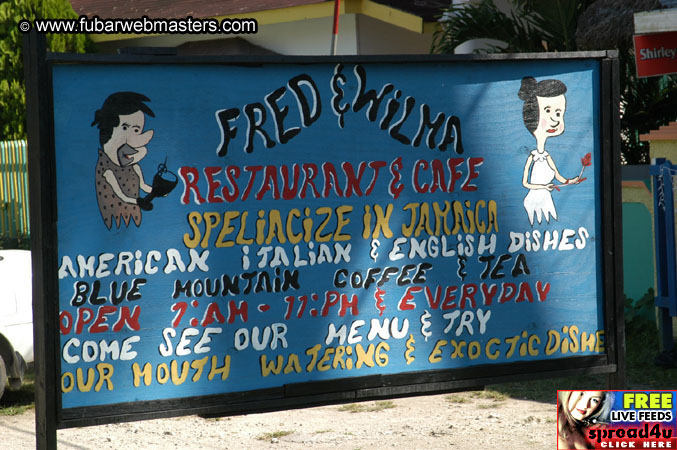 © www.fubarwebmasters.com
Shirley
FRED & WILMA
RESTAURANT & CAFE
SPELIACIZE IN JAMAICA
AMERICAN ITALIAN & ENGLISH DISHES
BLUE MOUNTAIN COFFEE & TEA
OPEN 7:AM - 11:PM & EVERYDAY
COME SEE OUR MENU & TRY
OUR MOUTH WATERING & EXOCTIC DISHE
FREE
LIVE FEEDS
spread4u
CLICK HERE